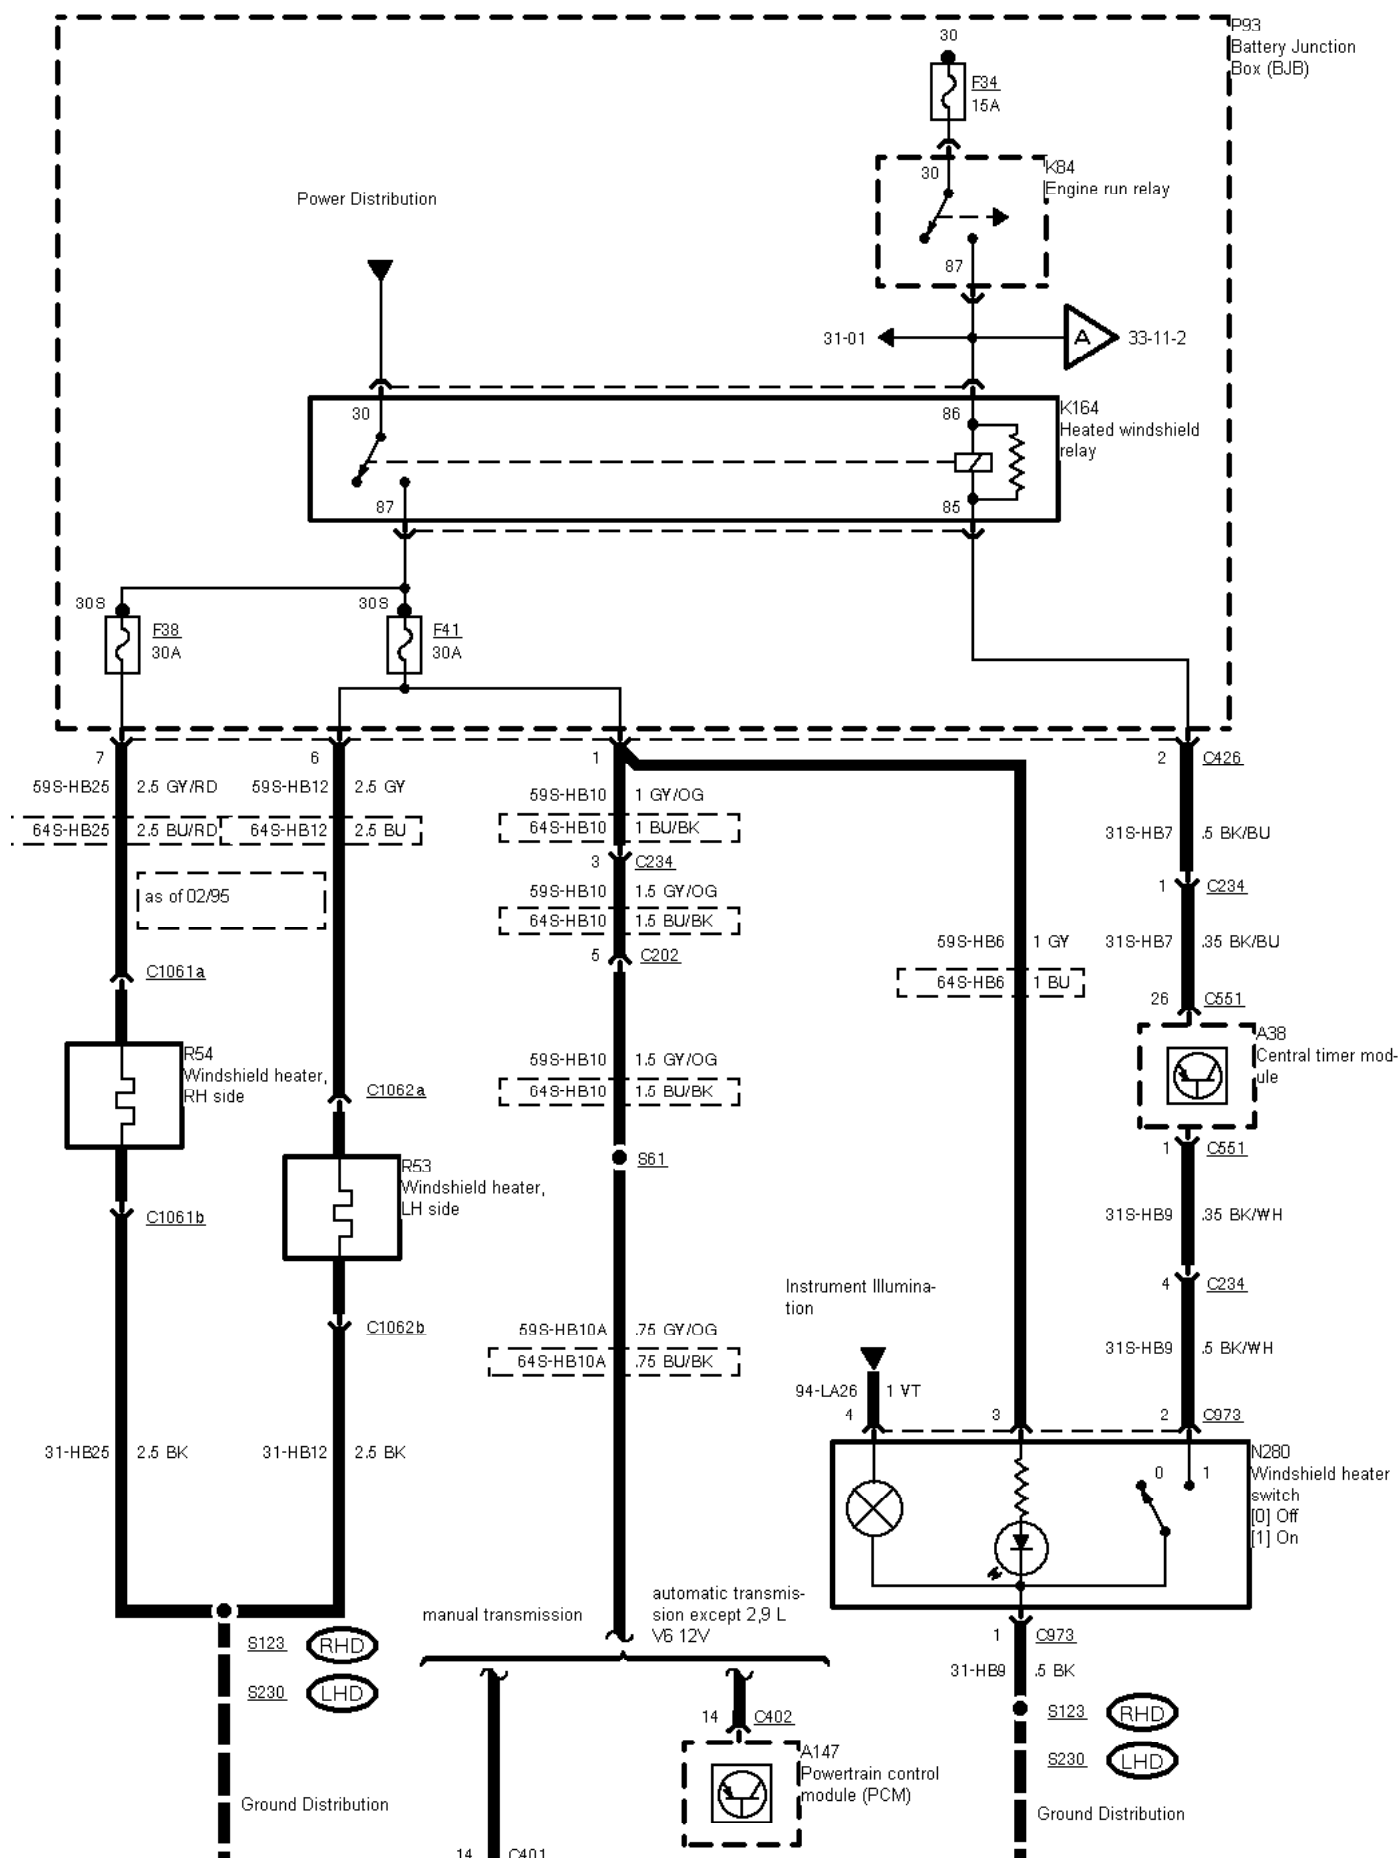 P93
Battery Junction
Box (BJB)
30
F34
15A
K84
Engine run relay
30
87
Power Distribution
31-01
A
33-11-2
30
86
K164
Heated windshield
relay
87
85
30S
F38
30A
30S
F41
30A
7
6
1
2
C426
59S-HB25
2.5 GY/RD
64S-HB25
2.5 BU/RD
59S-HB12
2.5 GY
64S-HB12
2.5 BU
59S-HB10
1 GY/OG
64S-HB10
1 BU/BK
3
C234
31S-HB7
.5 BK/BU
1
C234
as of 02/95
59S-HB10
1.5 GY/OG
64S-HB10
1.5 BU/BK
5
C202
59S-HB6
1 GY
64S-HB6
1 BU
31S-HB7
.35 BK/BU
26
C551
C1061a
A38
Central timer mod-
ule
R54
Windshield heater,
RH side
59S-HB10
1.5 GY/OG
64S-HB10
1.5 BU/BK
C1062a
1
C551
S61
R53
Windshield heater,
LH side
C1061b
31S-HB9
.35 BK/WH
4
C234
Instrument Illumina-
tion
C1062b
59S-HB10A
.75 GY/OG
64S-HB10A
.75 BU/BK
31S-HB9
.5 BK/WH
94-LA26
1 VT
4
3
2
C973
31-HB25
2.5 BK
31-HB12
2.5 BK
N280
Windshield heater
switch
[0] Off
[1] On
0
1
manual transmission
automatic transmis-
sion except 2,9 L
V6 12V
S123
RHD
S230
LHD
1
C973
31-HB9
.5 BK
S123
RHD
S230
LHD
14
C402
A147
Powertrain control
module (PCM)
Ground Distribution
Ground Distribution
14
C401